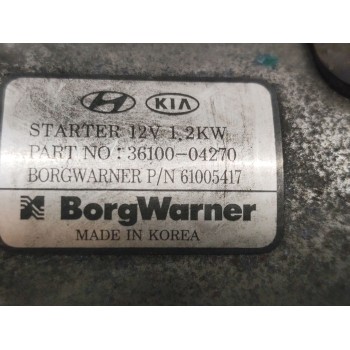 KIA
STARTER 12V 1.2KW
PART NO : 36100-04270
BORGWARNER P/N 61005417
BorgWarner
MADE IN KOREA